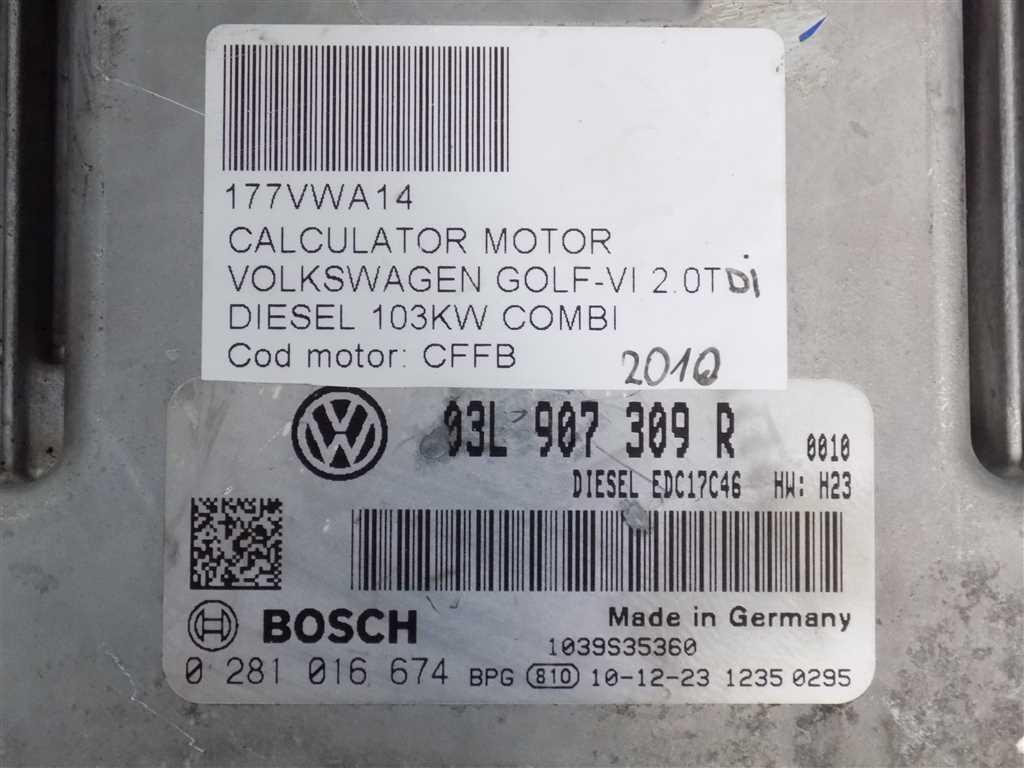 177VWA14
CALCULATOR MOTOR
VOLKSWAGEN GOLF-VI 2.0TDi
DIESEL 103KW COMBI
Cod motor: CFFB 2010
03L 907 309 R 0010
DIESEL EDC17C46 HW: H23
BOSCH Made in Germany
1039S35360
0 281 016 674 BPG 810 10-12-23 1235 0295